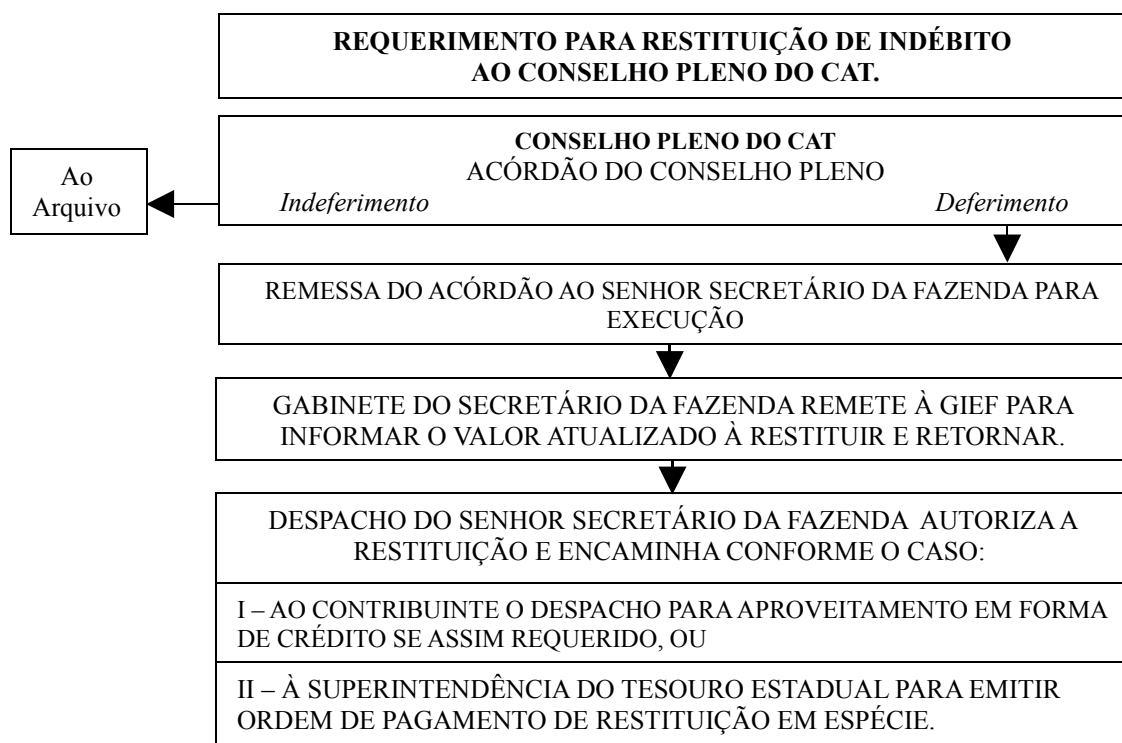 REQUERIMENTO PARA RESTITUIÇÃO DE INDÉBITO
AO CONSELHO PLENO DO CAT.
CONSELHO PLENO DO CAT
ACÓRDÃO DO CONSELHO PLENO
Indeferimento
Deferimento
Ao
Arquivo
REMESSA DO ACÓRDÃO AO SENHOR SECRETÁRIO DA FAZENDA PARA
EXECUÇÃO
GABINETE DO SECRETÁRIO DA FAZENDA REMETE À GIEF PARA
INFORMAR O VALOR ATUALIZADO À RESTITUIR E RETORNAR.
DESPACHO DO SENHOR SECRETÁRIO DA FAZENDA AUTORIZA A
RESTITUIÇÃO E ENCAMINHA CONFORME O CASO:
I – AO CONTRIBUINTE O DESPACHO PARA APROVEITAMENTO EM FORMA
DE CRÉDITO SE ASSIM REQUERIDO, OU
II – À SUPERINTENDÊNCIA DO TESOURO ESTADUAL PARA EMITIR
ORDEM DE PAGAMENTO DE RESTITUIÇÃO EM ESPÉCIE.